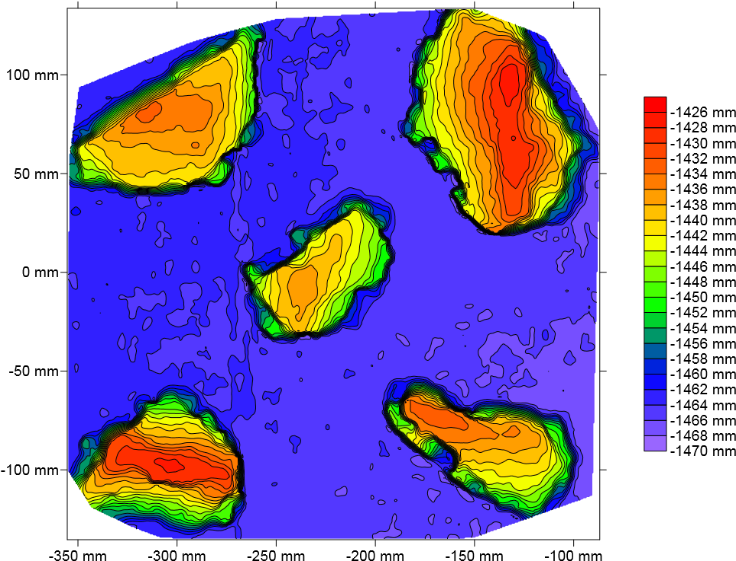 100 mm
50 mm
0 mm
-50 mm
-100 mm
-350 mm
-300 mm
-250 mm
-200 mm
-150 mm
-100 mm
-1426 mm
-1428 mm
-1430 mm
-1432 mm
-1434 mm
-1436 mm
-1438 mm
-1440 mm
-1442 mm
-1444 mm
-1446 mm
-1448 mm
-1450 mm
-1452 mm
-1454 mm
-1456 mm
-1458 mm
-1460 mm
-1462 mm
-1464 mm
-1466 mm
-1468 mm
-1470 mm